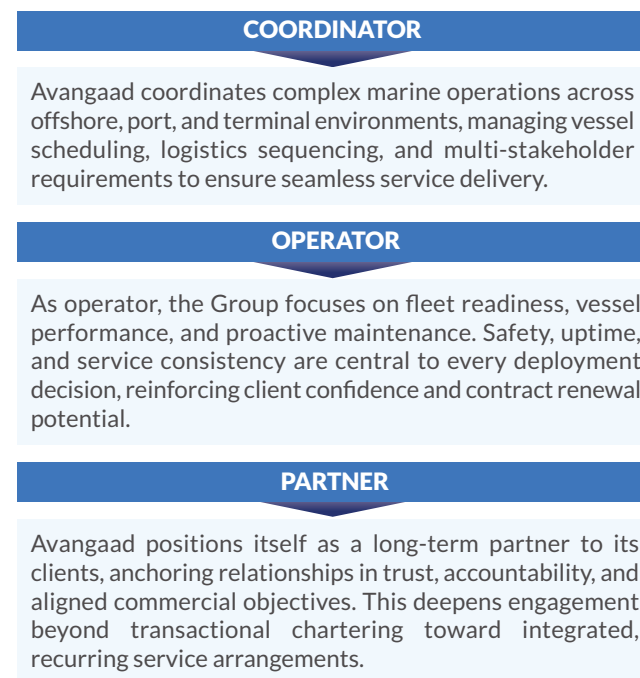 COORDINATOR
Avangaad coordinates complex marine operations across
offshore, port, and terminal environments, managing vessel
scheduling, logistics sequencing, and multi-stakeholder
requirements to ensure seamless service delivery.
OPERATOR
As operator, the Group focuses on fleet readiness, vessel
performance, and proactive maintenance. Safety, uptime,
and service consistency are central to every deployment
decision, reinforcing client confidence and contract renewal
potential.
PARTNER
Avangaad positions itself as a long-term partner to its
clients, anchoring relationships in trust, accountability, and
aligned commercial objectives. This deepens engagement
beyond transactional chartering toward integrated,
recurring service arrangements.